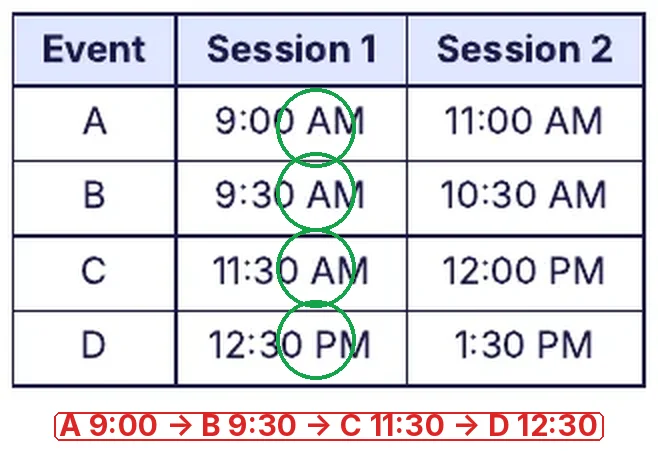 Event Session 1 Session 2
A 9:00 AM 11:00 AM
B 9:30 AM 10:30 AM
C 11:30 AM 12:00 PM
D 12:30 PM 1:30 PM
A 9:00 → B 9:30 → C 11:30 → D 12:30